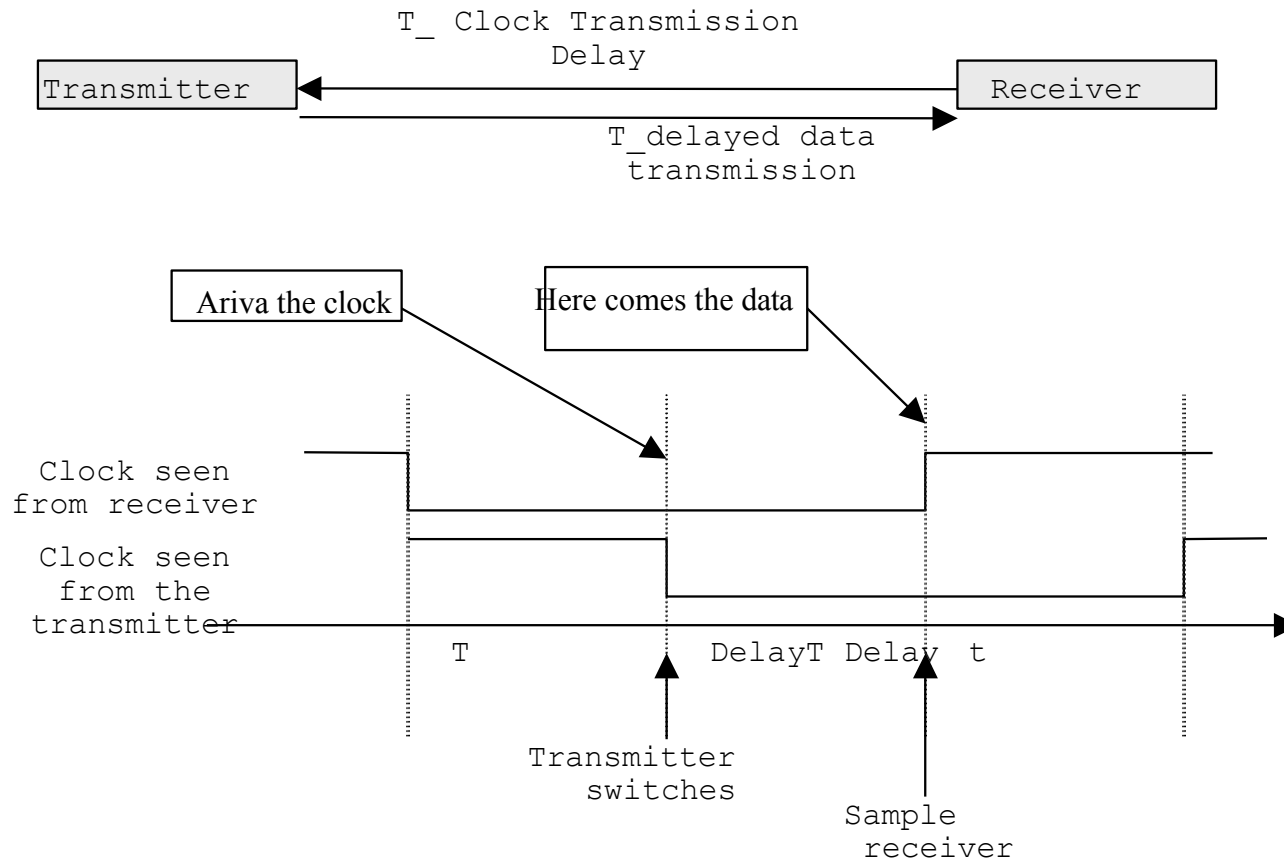 T_ Clock Transmission
Delay
Transmitter
Receiver
T_delayed data
transmission
Ariva the clock
Here comes the data
Clock seen
from receiver
Clock seen
from the
transmitter
T
DelayT Delay t
Transmitter
switches
Sample
receiver